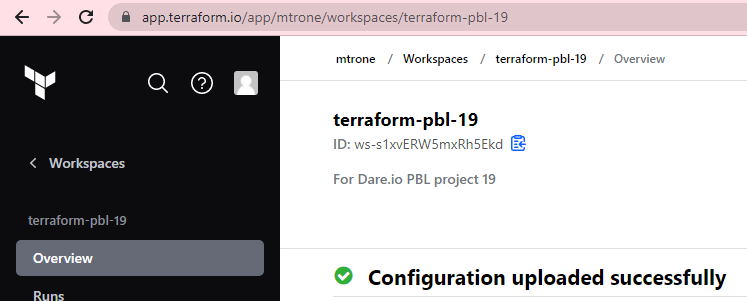 app.terraform.io/app/mtrone/workspaces/terraform-pbl-19
mtrone / Workspaces / terraform-pbl-19 / Overview
terraform-pbl-19
ID: ws-s1xvERW5mxRh5Ekd
For Dare.io PBL project 19
Configuration uploaded successfully
Workspaces
terraform-pbl-19
Overview
Runs